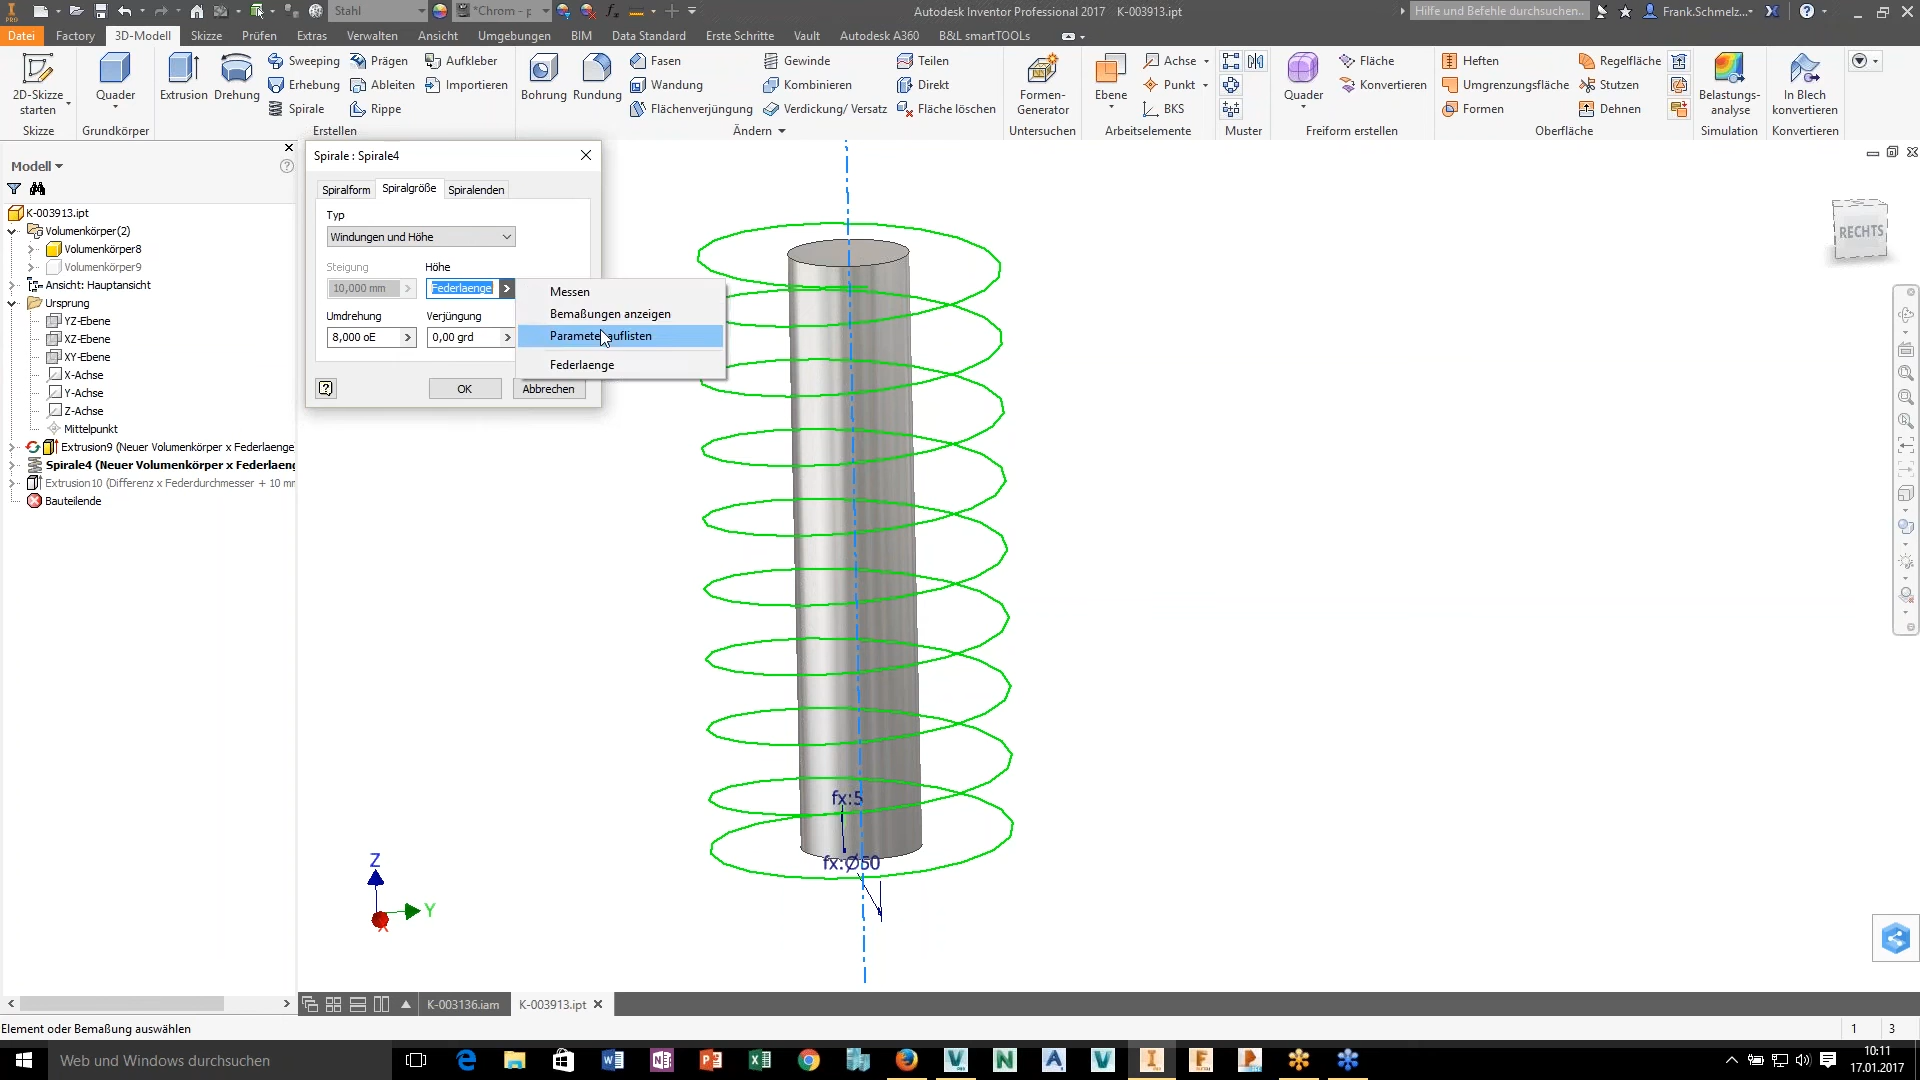 Stahl
*Chrom - p
Autodesk Inventor Professional 2017 K-003913.ipt
Hilfe und Befehle durchsuchen...
Frank.Schmelz...
Datei Factory 3D-Modell Skizze Prüfen Extras Verwalten Ansicht Umgebungen BIM Data Standard Erste Schritte Vault Autodesk A360 B&L smartTOOLs
2D-Skizze starten
Skizze
Quader
Grundkörper
Extrusion
Drehung
Sweeping
Erhebung
Spirale
Prägen
Ableiten
Rippe
Aufkleber
Importieren
Erstellen
Bohrung
Rundung
Fasen
Wandung
Flächenverjüngung
Gewinde
Kombinieren
Verdickung/ Versatz
Teilen
Direkt
Fläche löschen
Ändern
Formen-
Generator
Untersuchen
Ebene
Achse
Punkt
BKS
Arbeitselemente
Muster
Quader
Fläche
Konvertieren
Freiform erstellen
Heften
Umgrenzungsfläche
Formen
Regelfläche
Stutzen
Dehnen
Oberfläche
Belastungs-
analyse
Simulation
In Blech
konvertieren
Konvertieren
Modell
K-003913.ipt
Volumenkörper(2)
Volumenkörper8
Volumenkörper9
Ansicht: Hauptansicht
Ursprung
YZ-Ebene
XZ-Ebene
XY-Ebene
X-Achse
Y-Achse
Z-Achse
Mittelpunkt
Extrusion9 (Neuer Volumenkörper x Federlaenge
Spirale4 (Neuer Volumenkörper x Federlaeng
Extrusion10 (Differenz x Federdurchmesser + 10 mm
Bauteilende
Spirale : Spirale4
Spiralform Spiralgröße Spiralenden
Typ
Windungen und Höhe
Steigung Höhe
10,000 mm Federlaenge
Umdrehung Verjüngung
8,000 oE 0,00 grd
OK Abbrechen
Messen
Bemaßungen anzeigen
Parameter auflisten
Federlaenge
RECHTS
fx:5
fx:Ø50
Z
Y
X
K-003136.iam K-003913.ipt
Element oder Bemaßung auswählen
1 3
Web und Windows durchsuchen
10:11
17.01.2017